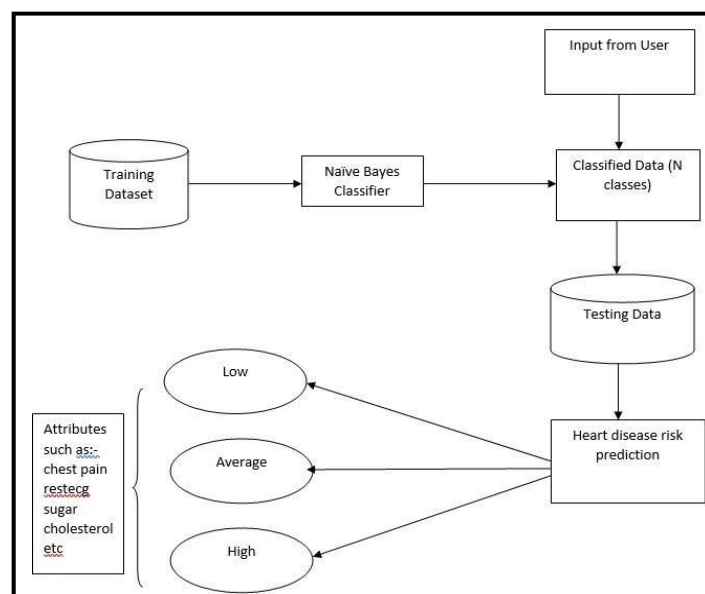 Input from User
Training
Dataset
Naïve Bayes
Classifier
Classified Data (N
classes)
Testing Data
Low
Attributes
such as:-
chest pain
restecg
sugar
cholesterol
etc
Average
High
Heart disease risk
prediction